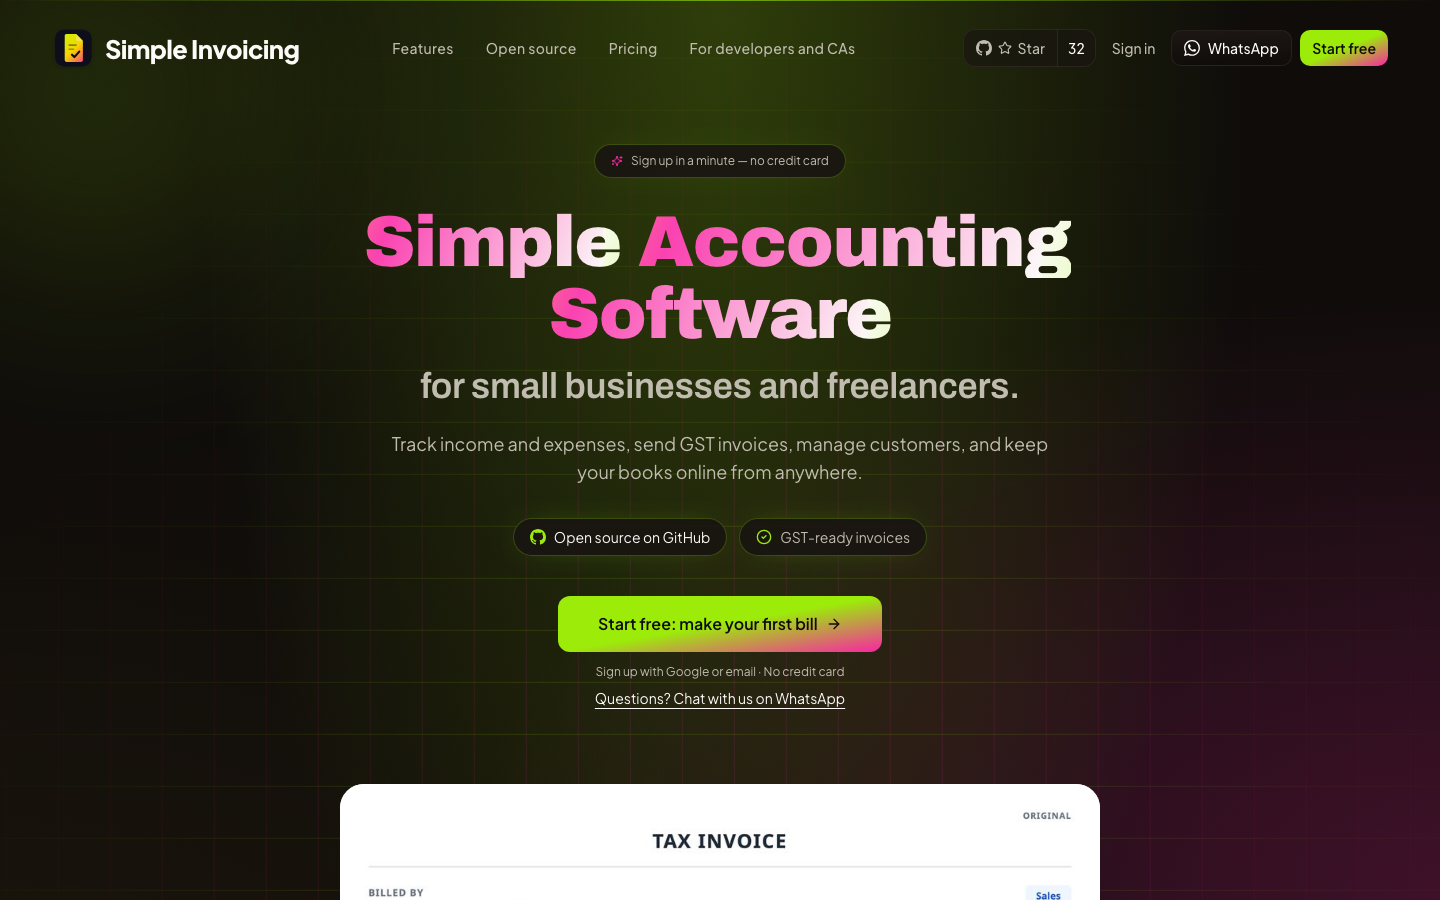 Simple Invoicing
Features
Open source
Pricing
For developers and CAs
Star
32
Sign in
WhatsApp
Start free
Sign up in a minute — no credit card
Simple Accounting
Software
for small businesses and freelancers.
Track income and expenses, send GST invoices, manage customers, and keep
your books online from anywhere.
Open source on GitHub
GST-ready invoices
Start free: make your first bill
Sign up with Google or email · No credit card
Questions? Chat with us on WhatsApp
ORIGINAL
TAX INVOICE
BILLED BY
Sales